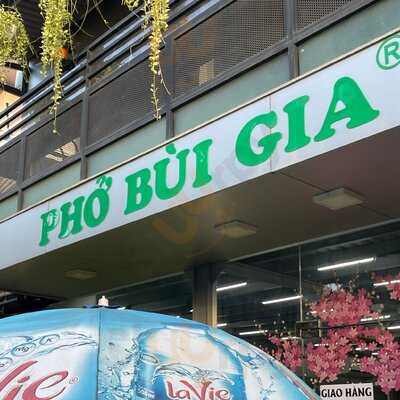 PHỞ BÙI GIA ®
Vie ®
LaVie
GIAO HÀNG